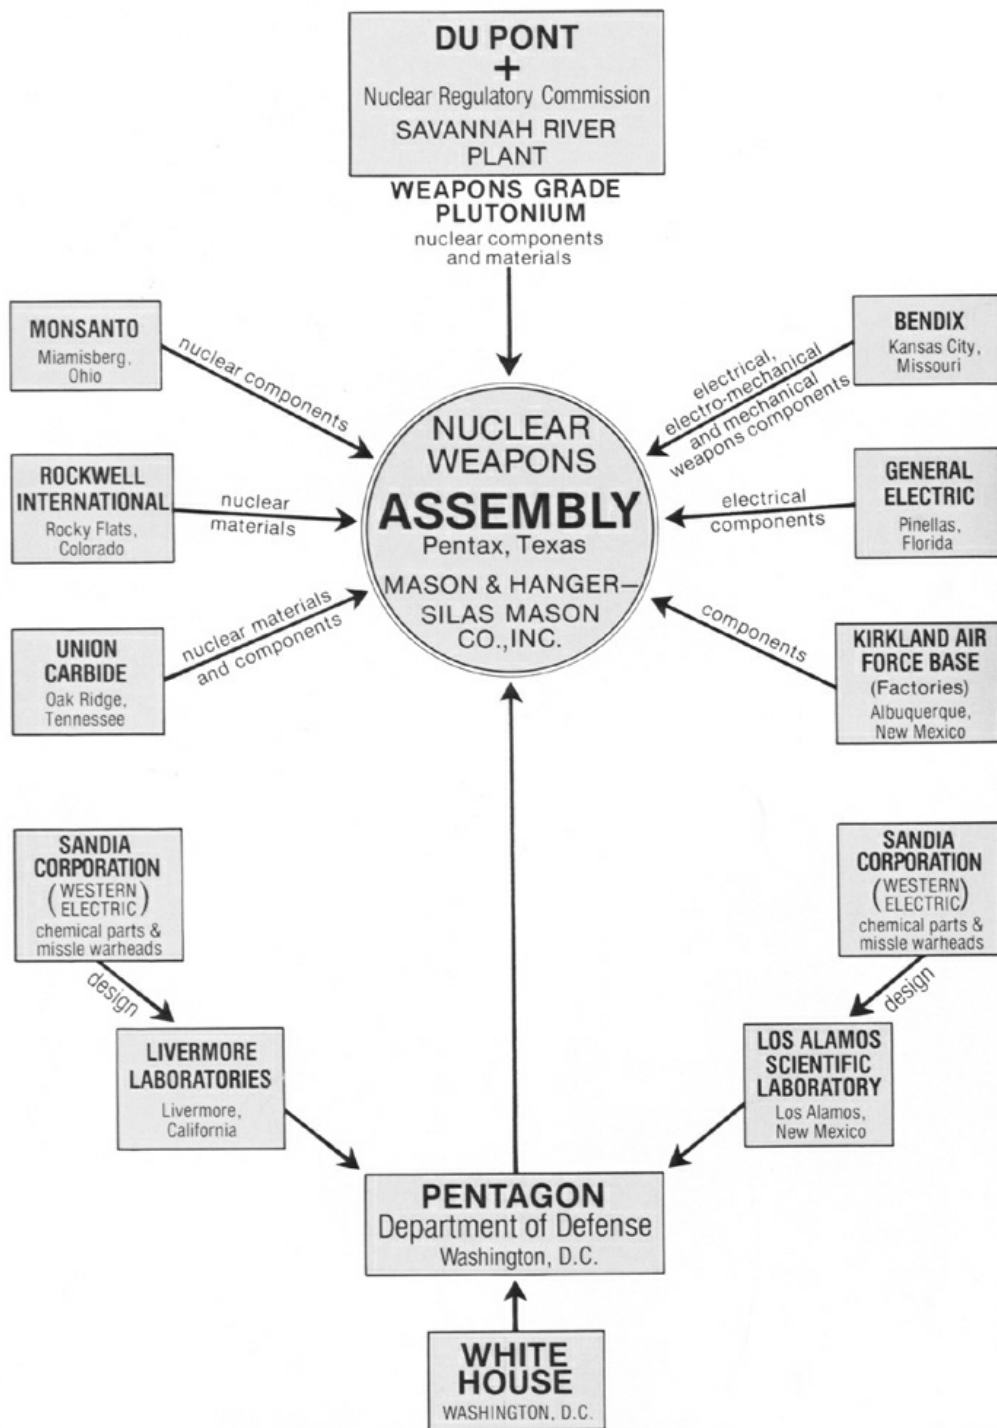 DU PONT
+
Nuclear Regulatory Commission
SAVANNAH RIVER
PLANT
WEAPONS GRADE
PLUTONIUM
nuclear components
and materials
MONSANTO
Miamisberg,
Ohio
nuclear components
ROCKWELL
INTERNATIONAL
Rocky Flats,
Colorado
nuclear
materials
UNION
CARBIDE
Oak Ridge,
Tennessee
nuclear materials
and components
NUCLEAR
WEAPONS
ASSEMBLY
Pentax, Texas
MASON & HANGER—
SILAS MASON
CO., INC.
BENDIX
Kansas City,
Missouri
electrical,
electro-mechanical
and mechanical
weapons components
GENERAL
ELECTRIC
Pinellas,
Florida
electrical
components
KIRKLAND AIR
FORCE BASE
(Factories)
Albuquerque,
New Mexico
components
SANDIA
CORPORATION
(WESTERN
ELECTRIC)
chemical parts &
missle warheads
design
LIVERMORE
LABORATORIES
Livermore,
California
SANDIA
CORPORATION
(WESTERN
ELECTRIC)
chemical parts &
missle warheads
design
LOS ALAMOS
SCIENTIFIC
LABORATORY
Los Alamos,
New Mexico
PENTAGON
Department of Defense
Washington, D.C.
WHITE
HOUSE
WASHINGTON, D.C.